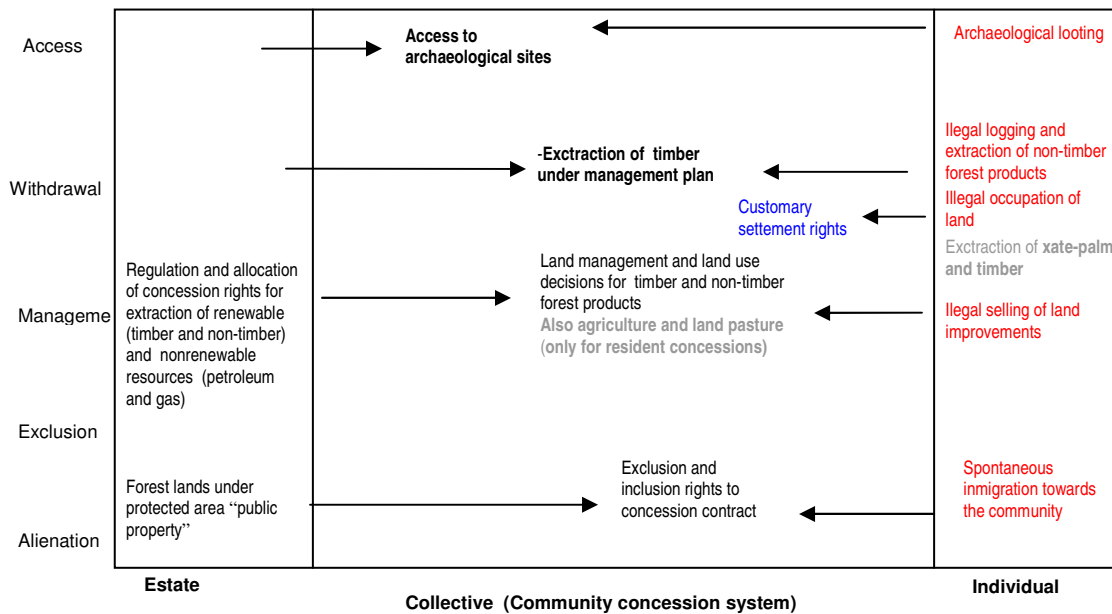 Access
Access to
archaeological sites
Archaeological looting
Withdrawal
-Exctraction of timber
under management plan
Ilegal logging and
extraction of non-timber
forest products
Customary
settement rights
Illegal occupation of
land
Exctraction of xate-palm
and timber
Manageme
Regulation and allocation
of concession rights for
extraction of renewable
(timber and non-timber)
and nonrenewable
resources (petroleum
and gas)
Land management and land use
decisions for timber and non-timber
forest products
Also agriculture and land pasture
(only for resident concessions)
Ilegal selling of land
improvements
Exclusion
Alienation
Forest lands under
protected area “public
property”
Exclusion and
inclusion rights to
concession contract
Spontaneous
inmigration towards
the community
Estate
Collective (Community concession system)
Individual